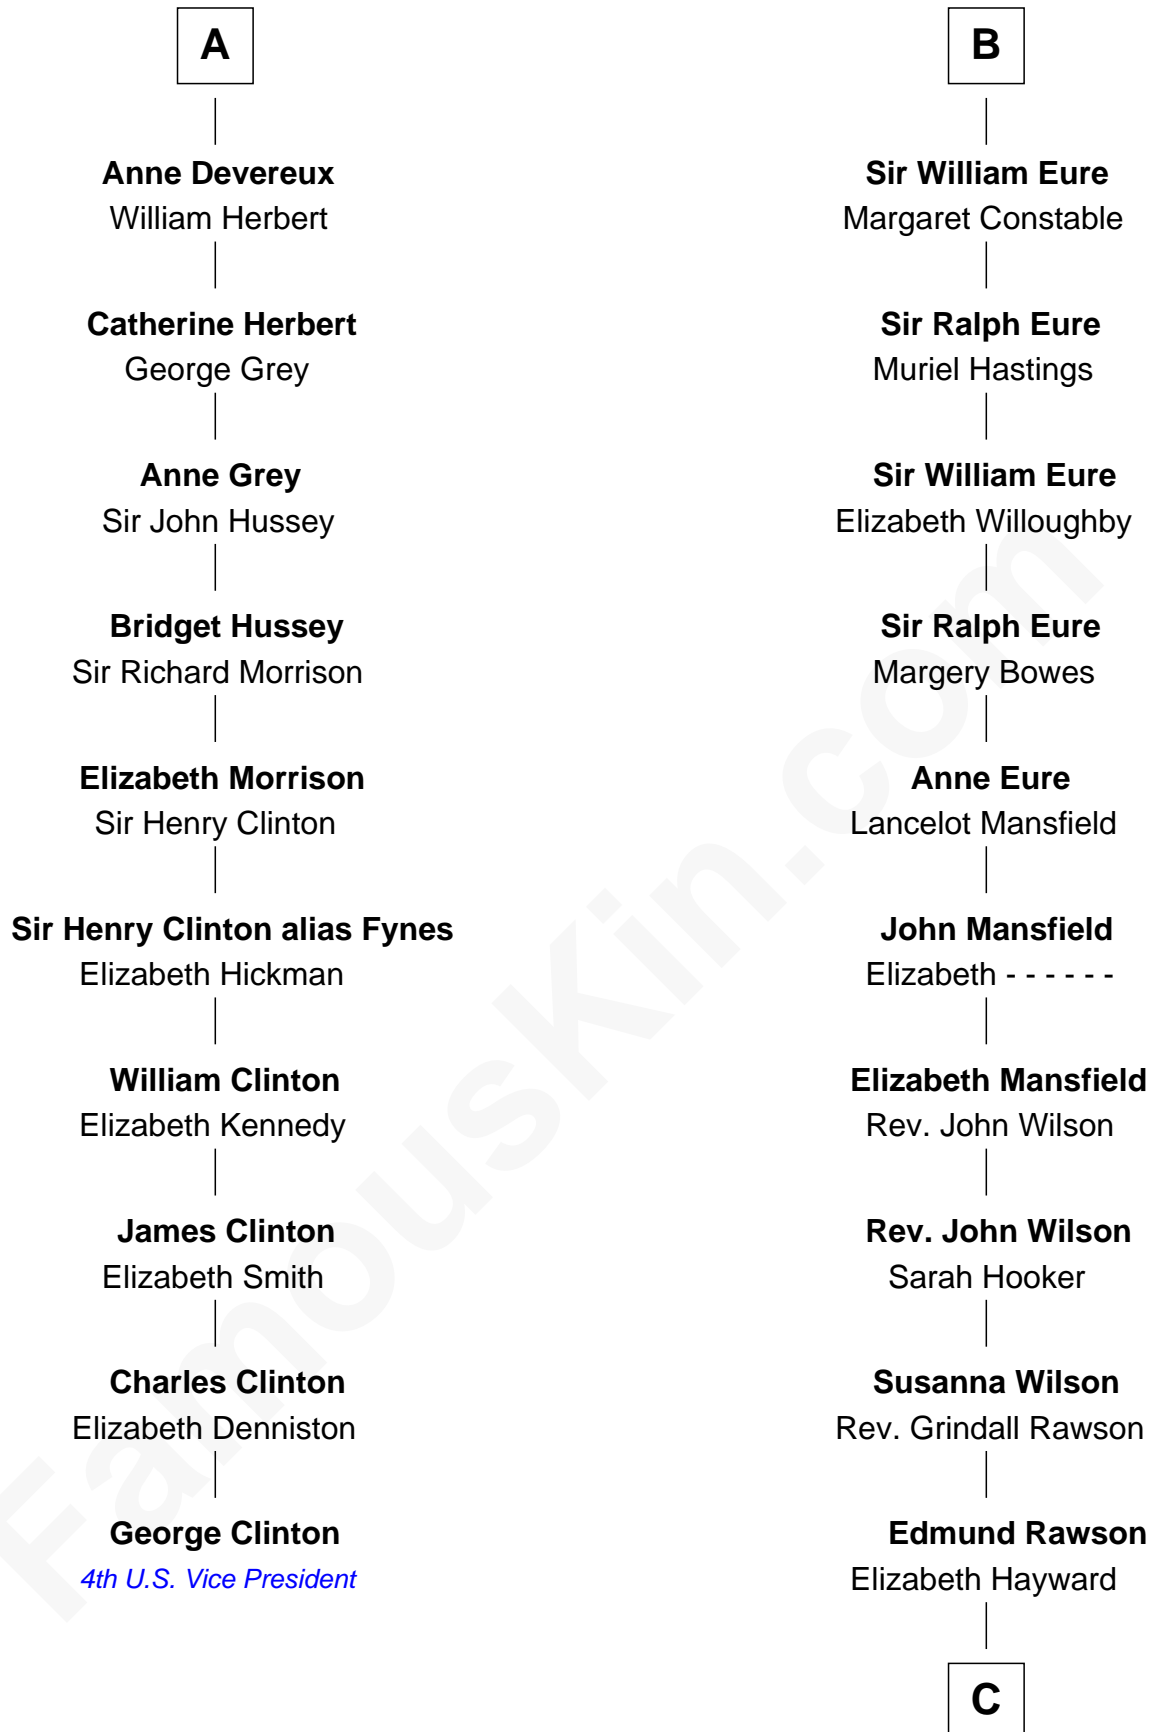 A
Anne Devereux
William Herbert
Catherine Herbert
George Grey
Anne Grey
Sir John Hussey
Bridget Hussey
Sir Richard Morrison
Elizabeth Morrison
Sir Henry Clinton
Sir Henry Clinton alias Fynes
Elizabeth Hickman
William Clinton
Elizabeth Kennedy
James Clinton
Elizabeth Smith
Charles Clinton
Elizabeth Denniston
George Clinton
4th U.S. Vice President
B
Sir William Eure
Margaret Constable
Sir Ralph Eure
Muriel Hastings
Sir William Eure
Elizabeth Willoughby
Sir Ralph Eure
Margery Bowes
Anne Eure
Lancelot Mansfield
John Mansfield
Elizabeth - - - - - -
Elizabeth Mansfield
Rev. John Wilson
Rev. John Wilson
Sarah Hooker
Susanna Wilson
Rev. Grindall Rawson
Edmund Rawson
Elizabeth Hayward
C
FamousKin.com